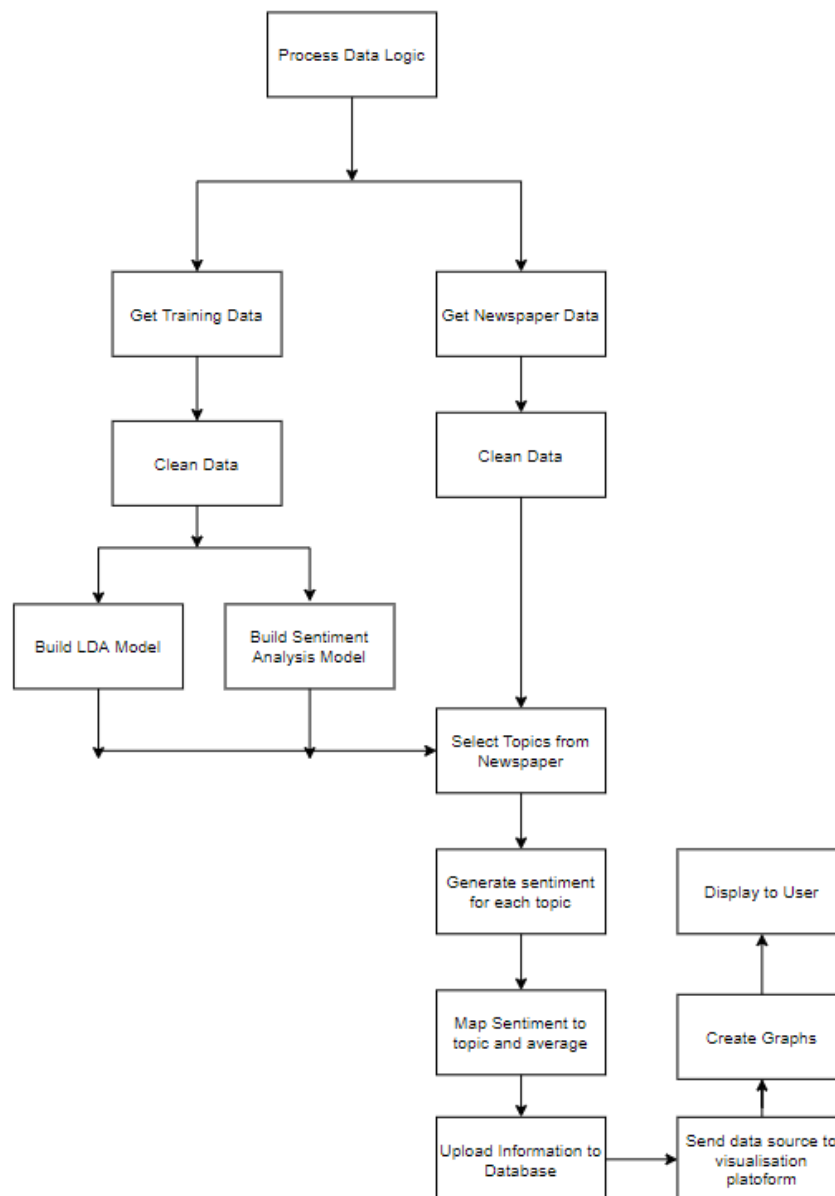 Process Data Logic
Get Training Data
Get Newspaper Data
Clean Data
Clean Data
Build LDA Model
Build Sentiment
Analysis Model
Select Topics from
Newspaper
Generate sentiment
for each topic
Display to User
Map Sentiment to
topic and average
Create Graphs
Upload Information to
Database
Send data source to
visualisation
platoform